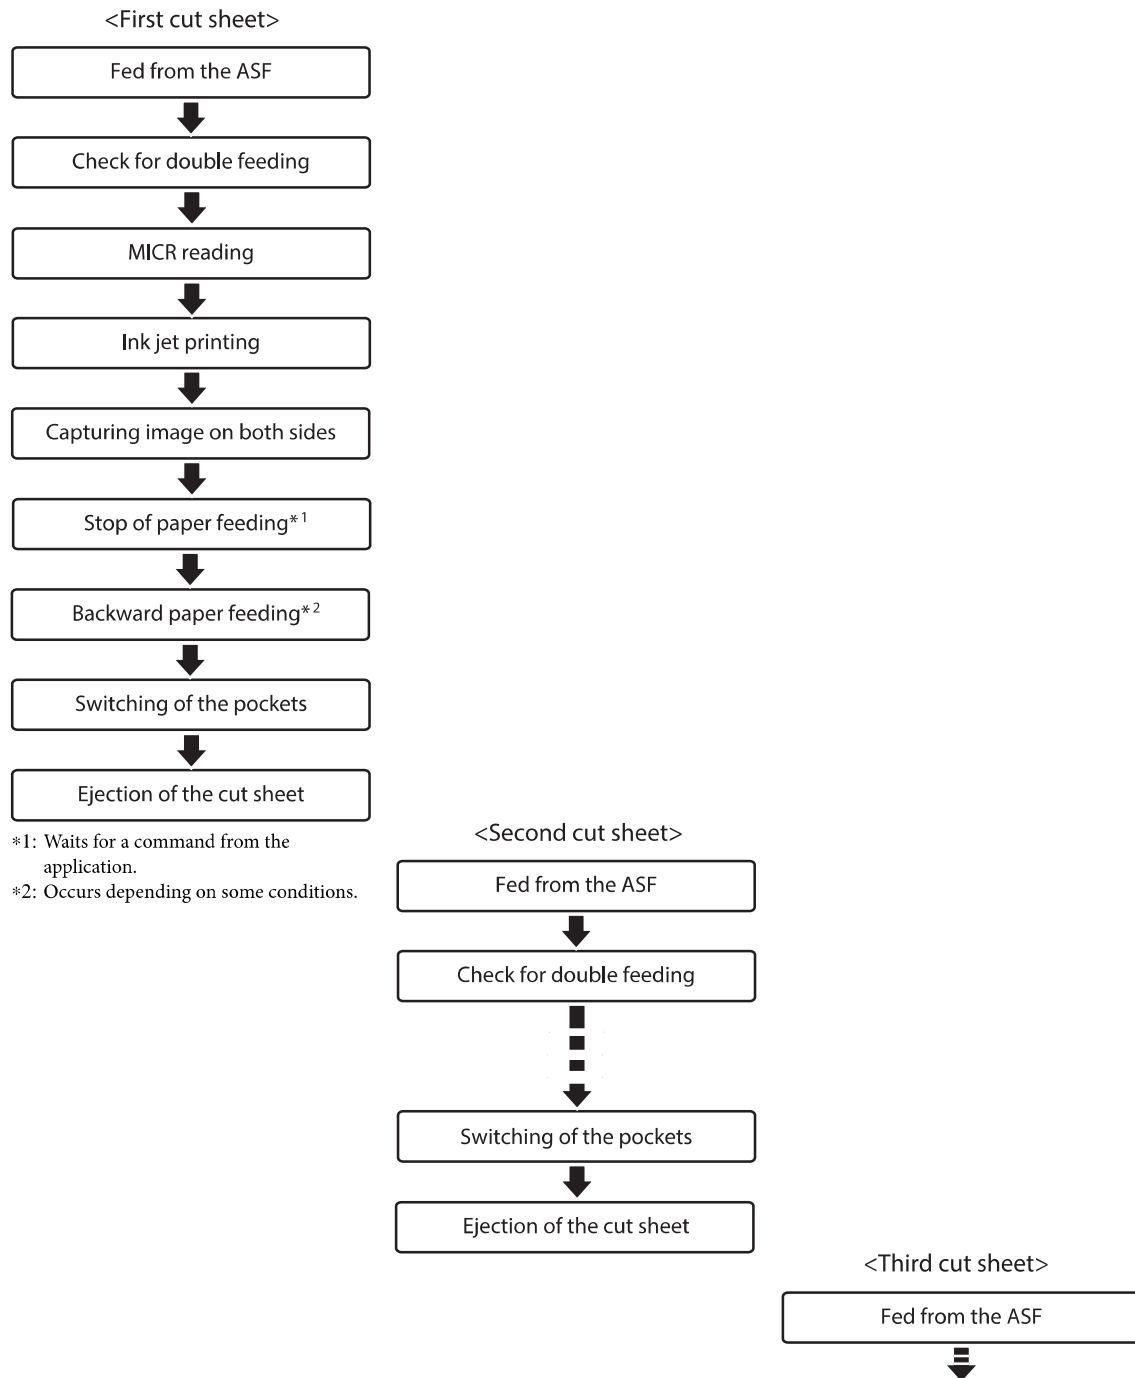 <First cut sheet>
Fed from the ASF
Check for double feeding
MICR reading
Ink jet printing
Capturing image on both sides
Stop of paper feeding*1
Backward paper feeding*2
Switching of the pockets
Ejection of the cut sheet
*1: Waits for a command from the
application.
*2: Occurs depending on some conditions.
<Second cut sheet>
Fed from the ASF
Check for double feeding
Switching of the pockets
Ejection of the cut sheet
<Third cut sheet>
Fed from the ASF